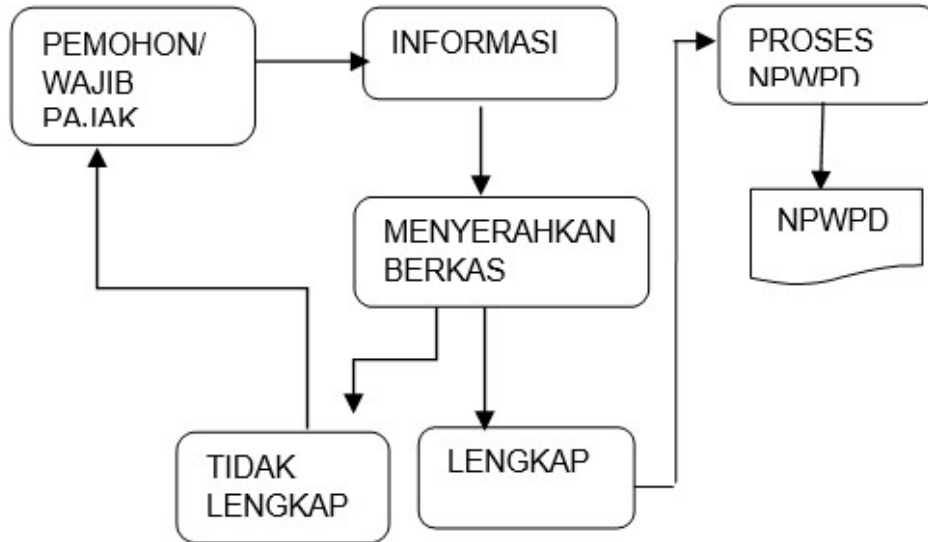 PEMOHON/
WAJIB
PAJAK
INFORMASI
PROSES
NPWPD
MENYERAHKAN
BERKAS
NPWPD
TIDAK
LENGKAP
LENGKAP